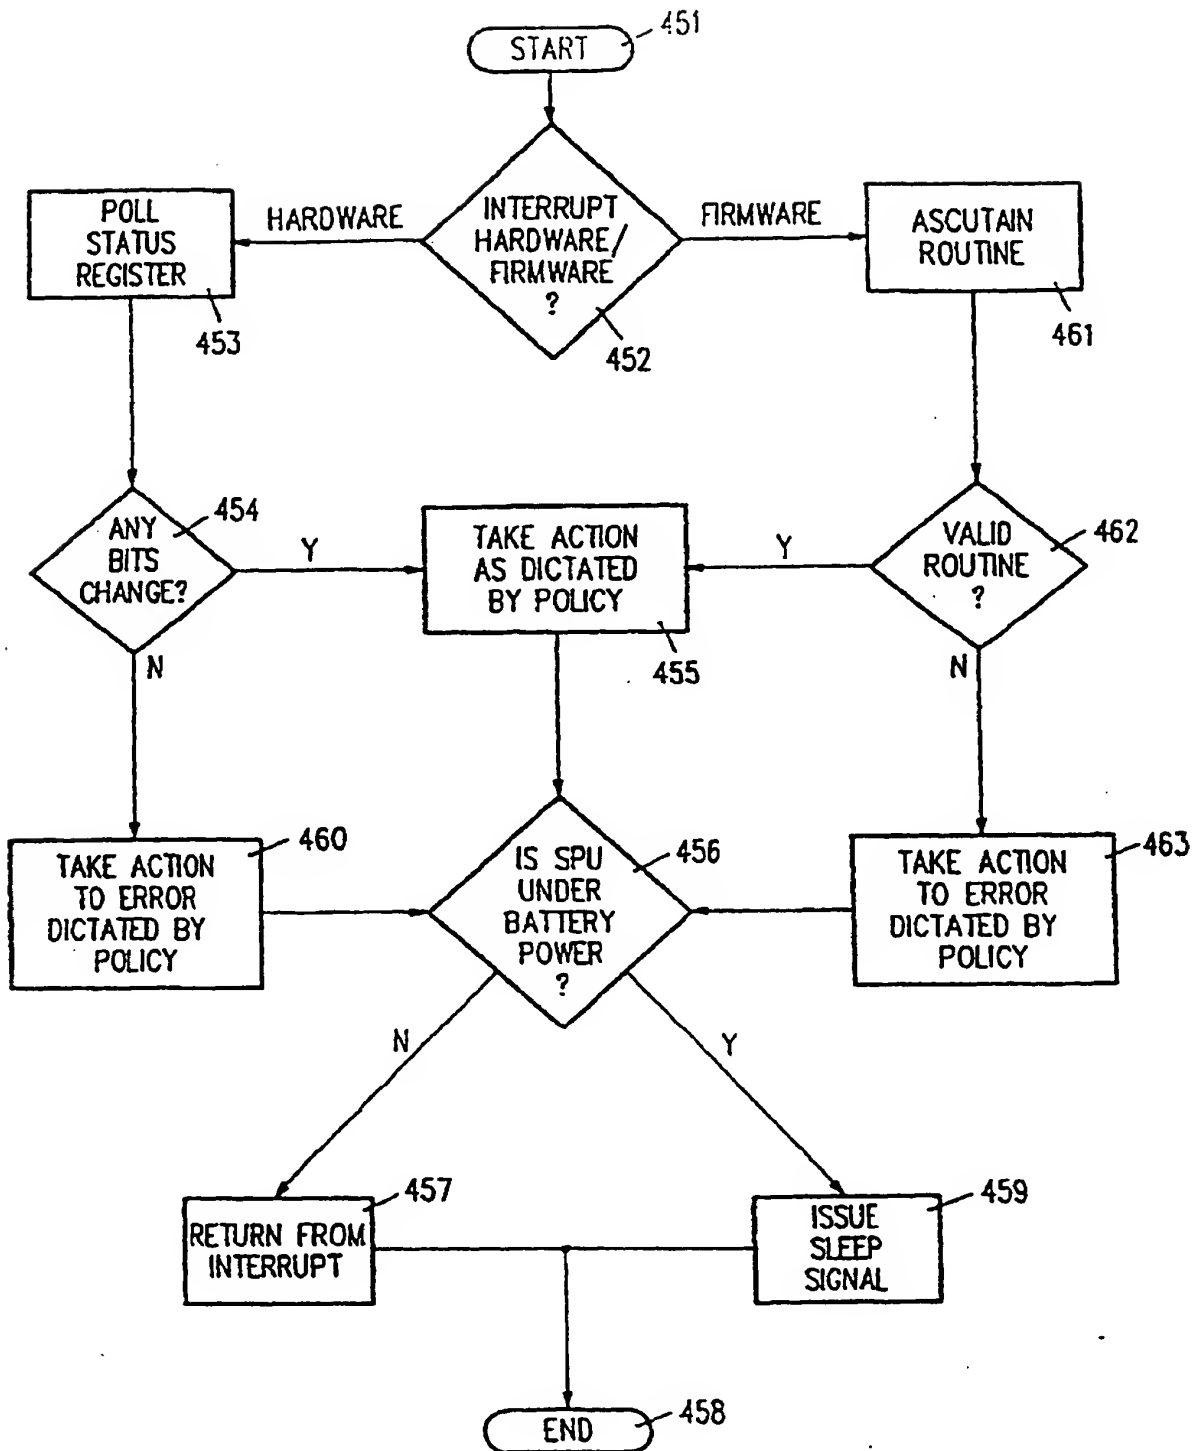 START
451
INTERRUPT
HARDWARE/
FIRMWARE
?
452
HARDWARE
FIRMWARE
POLL
STATUS
REGISTER
453
ASCUTAIN
ROUTINE
461
ANY
BITS
CHANGE?
454
Y
N
TAKE ACTION
AS DICTATED
BY POLICY
455
VALID
ROUTINE
?
462
Y
N
TAKE ACTION
TO ERROR
DICTATED BY
POLICY
460
IS SPU
UNDER
BATTERY
POWER
?
456
TAKE ACTION
TO ERROR
DICTATED BY
POLICY
463
N
Y
RETURN FROM
INTERRUPT
457
ISSUE
SLEEP
SIGNAL
459
END
458